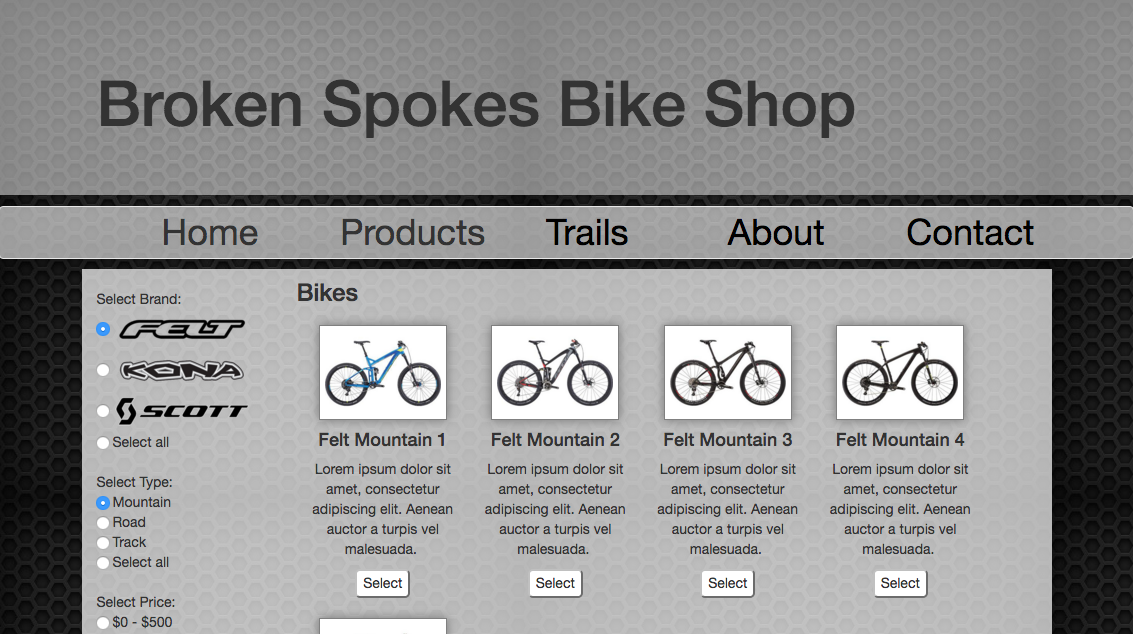 Broken Spokes Bike Shop
Home Products Trails About Contact
Select Brand:
FELT
KONA
SCOTT
Select all
Select Type:
Mountain
Road
Track
Select all
Select Price:
$0 - $500
Bikes
Felt Mountain 1
Lorem ipsum dolor sit
amet, consectetur
adipiscing elit. Aenean
auctor a turpis vel
malesuada.
Select
Felt Mountain 2
Lorem ipsum dolor sit
amet, consectetur
adipiscing elit. Aenean
auctor a turpis vel
malesuada.
Select
Felt Mountain 3
Lorem ipsum dolor sit
amet, consectetur
adipiscing elit. Aenean
auctor a turpis vel
malesuada.
Select
Felt Mountain 4
Lorem ipsum dolor sit
amet, consectetur
adipiscing elit. Aenean
auctor a turpis vel
malesuada.
Select